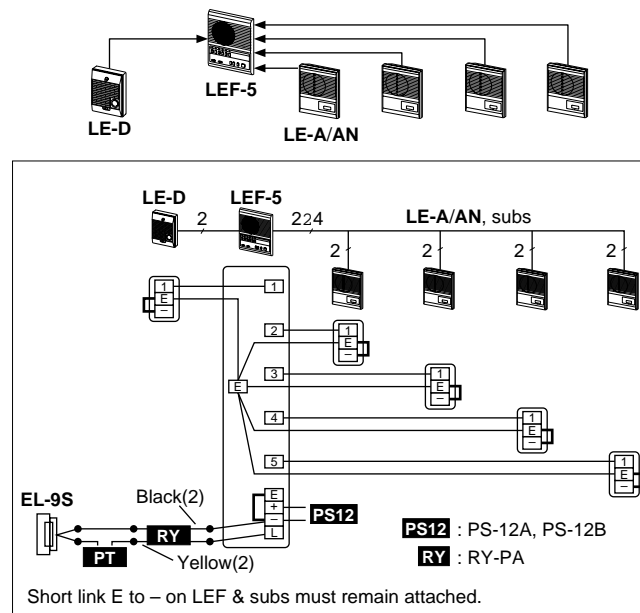 LEF-5
LE-D
LE-A/AN
LE-D LEF-5
2 224 LE-A/AN, subs
2 2 2 2
1 E –
1
2 1 E –
3 1 E –
E
4 1 E –
5 1 E –
EL-9S
Black(2)
E + – L
PS12
RY
PT
Yellow(2)
PS12 : PS-12A, PS-12B
RY : RY-PA
Short link E to – on LEF & subs must remain attached.